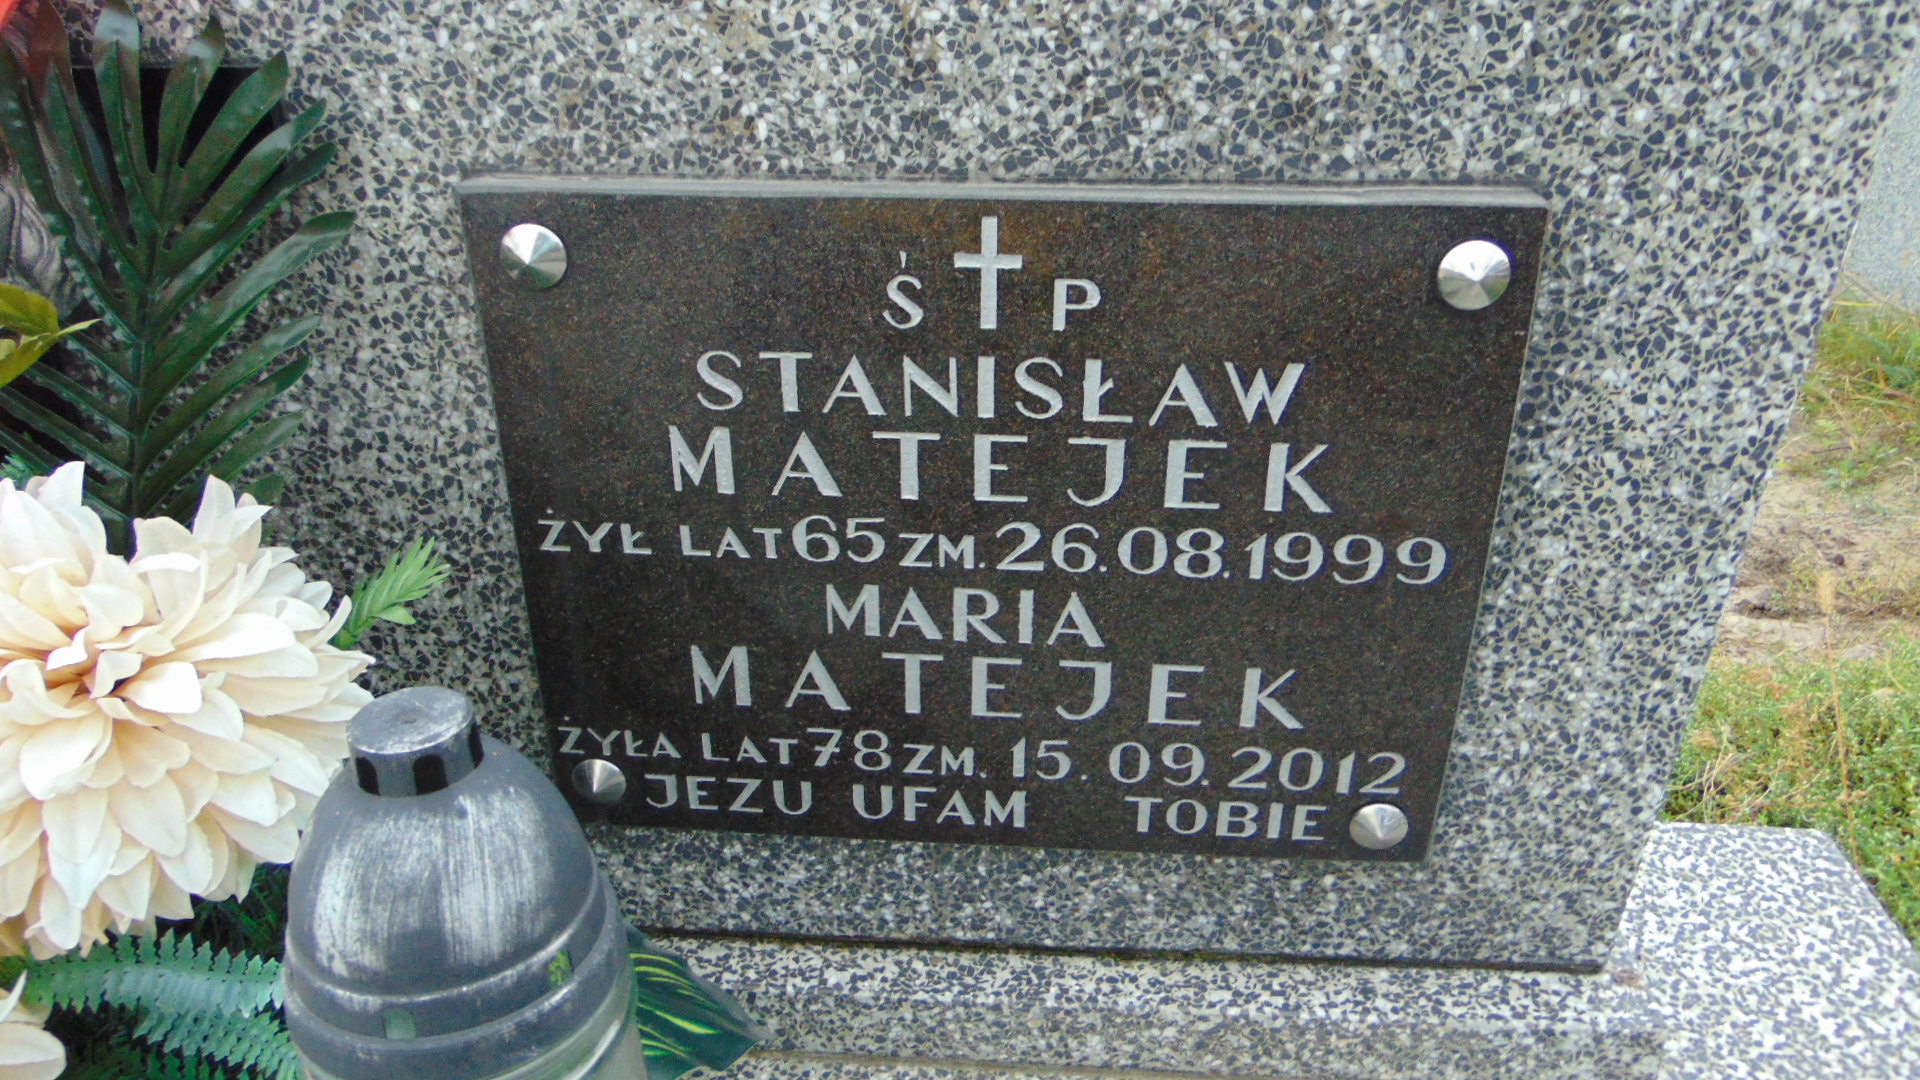 Ś P
STANISŁAW
MATEJEK
ŻYŁ LAT 65 ZM. 26.08.1999
MARIA
MATEJEK
ŻYŁA LAT 78 ZM. 15.09.2012
JEZU UFAM TOBIE